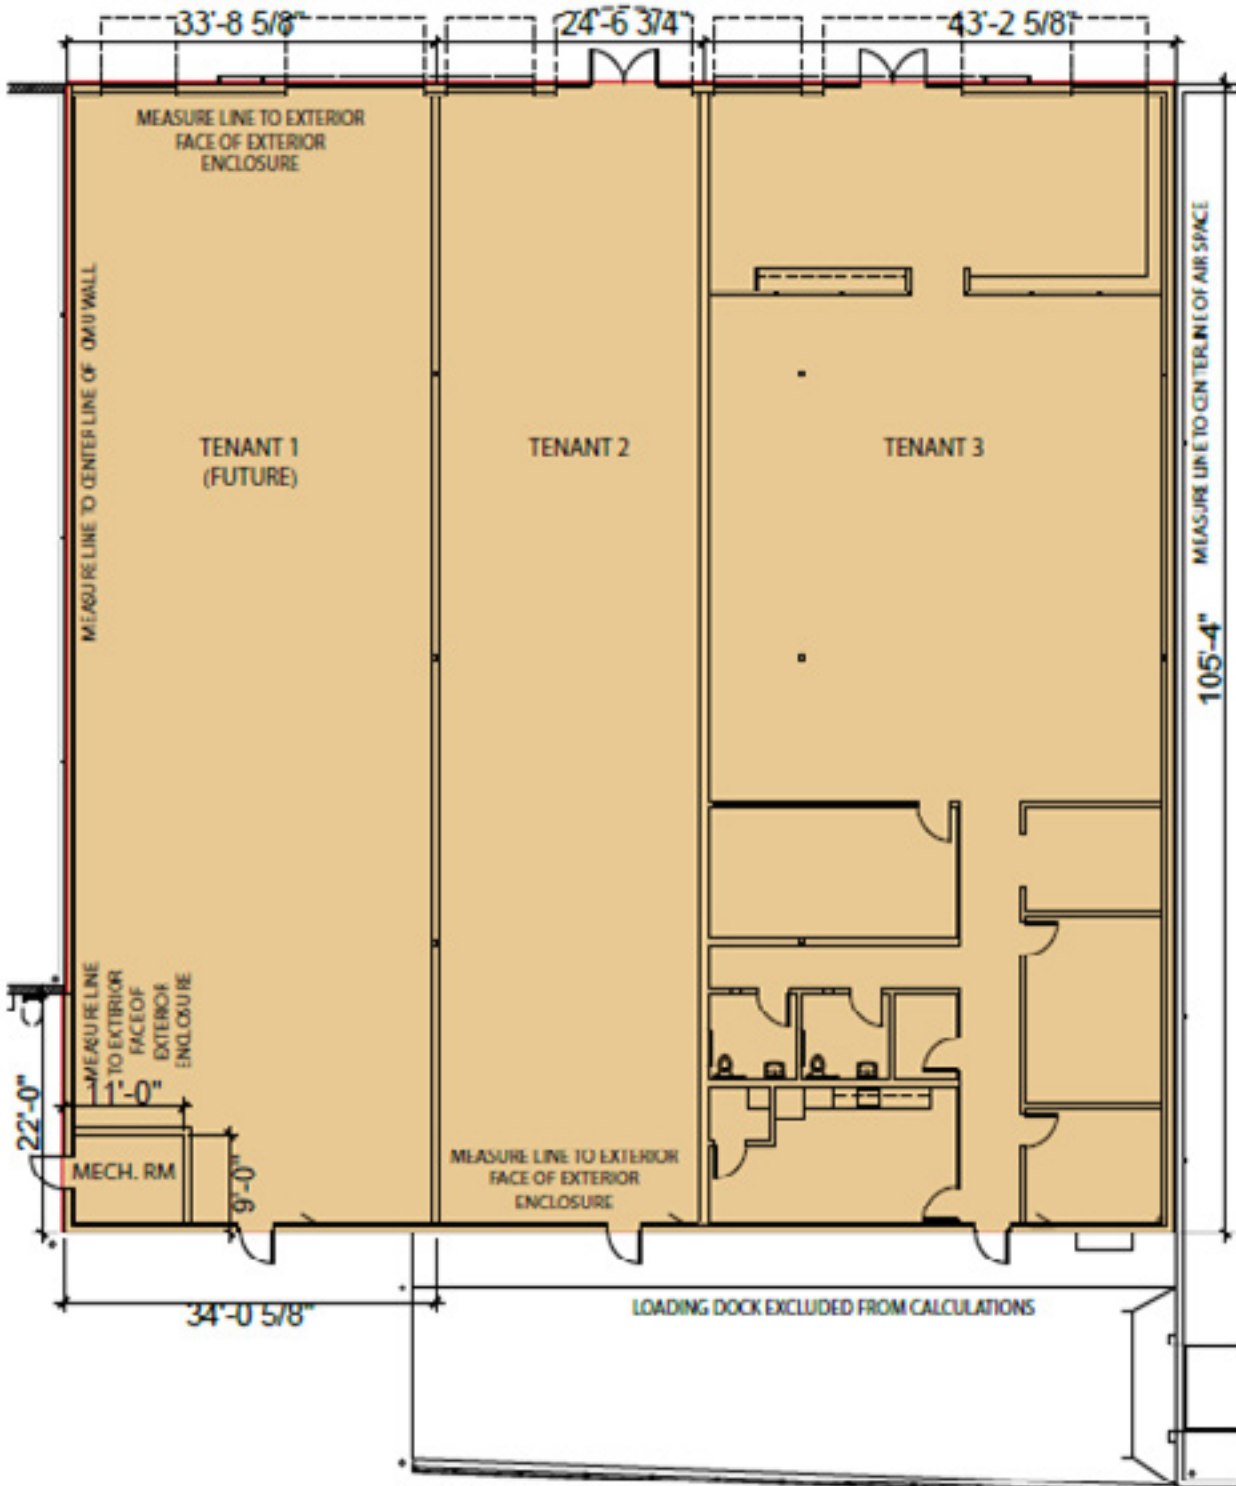 33'-8 5/8"
24'-6 3/4"
43'-2 5/8"
MEASURE LINE TO EXTERIOR
FACE OF EXTERIOR
ENCLOSURE
MEASURE LINE TO CENTER LINE OF CMU WALL
MEASURE LINE TO CENTERLINE OF AIR SPACE
TENANT 1
(FUTURE)
TENANT 2
TENANT 3
105'-4"
MEASURE LINE
TO EXTERIOR
FACE OF
EXTERIOR
ENCLOSURE
11'-0"
22'-0"
MECH. RM
9'-0"
MEASURE LINE TO EXTERIOR
FACE OF EXTERIOR
ENCLOSURE
34'-0 5/8"
LOADING DOCK EXCLUDED FROM CALCULATIONS